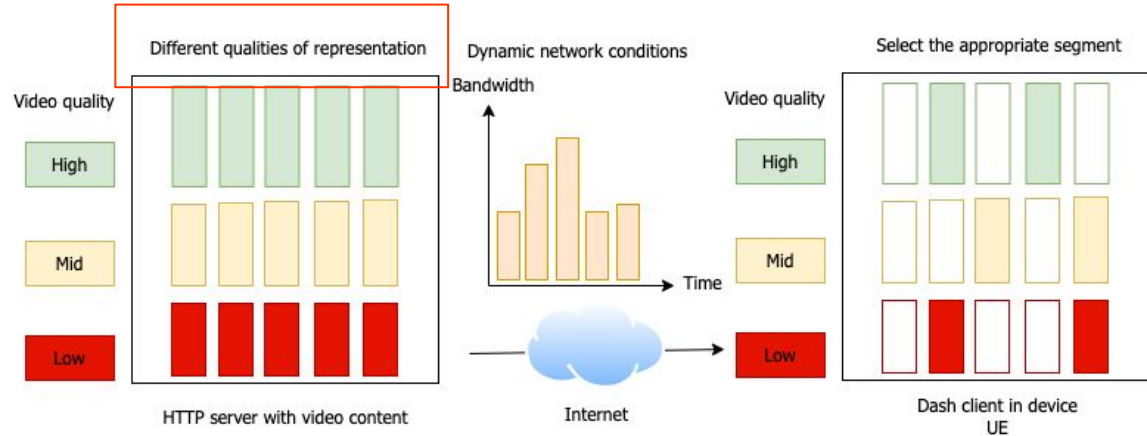 Different qualities of representation
Dynamic network conditions
Select the appropriate segment
Video quality
Bandwidth
Video quality
High
High
Mid
Time
Mid
Low
Low
HTTP server with video content
Internet
Dash client in device
UE